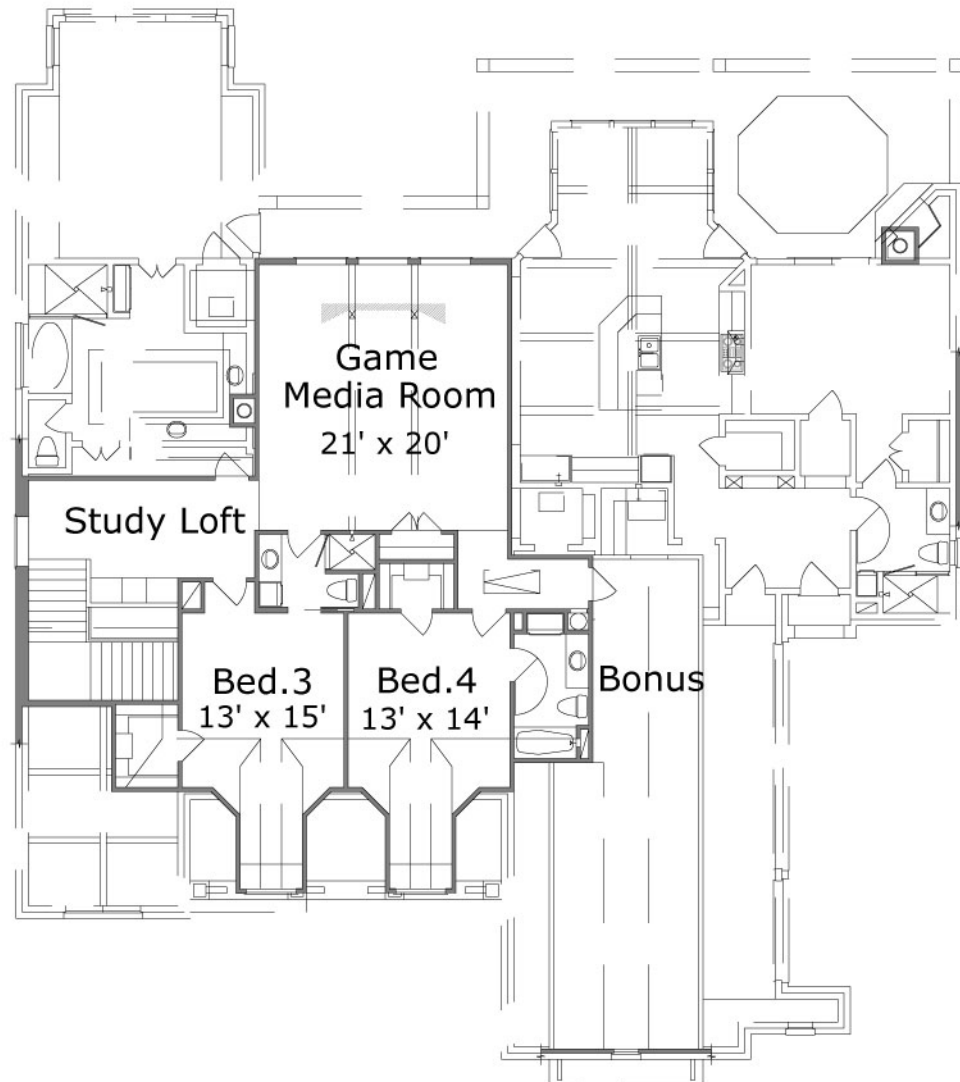 Game
Media Room
21' x 20'
Study Loft
Bed.3
13' x 15'
Bed.4
13' x 14'
Bonus